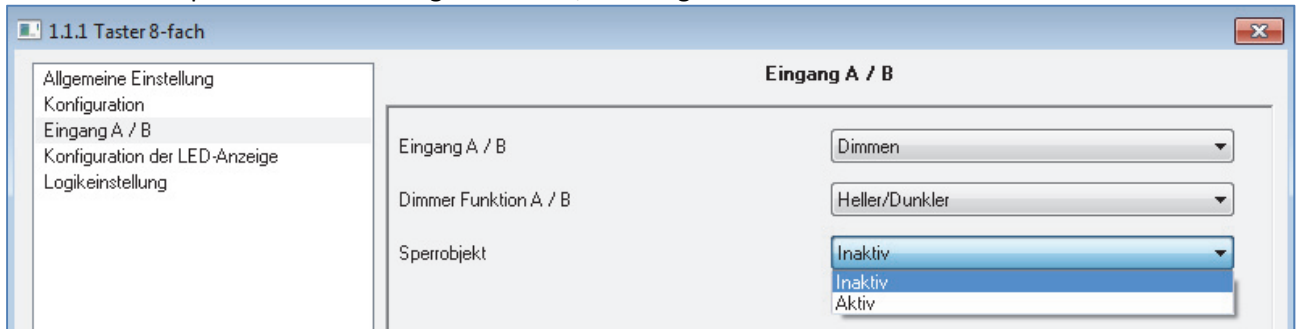 1.1.1 Taster 8-fach
Allgemeine Einstellung
Konfiguration
Eingang A / B
Konfiguration der LED-Anzeige
Logikeinstellung
Eingang A / B
Eingang A / B Dimmen
Dimmer Funktion A / B Heller/Dunkler
Sperrobjekt Inaktiv
Inaktiv
Aktiv